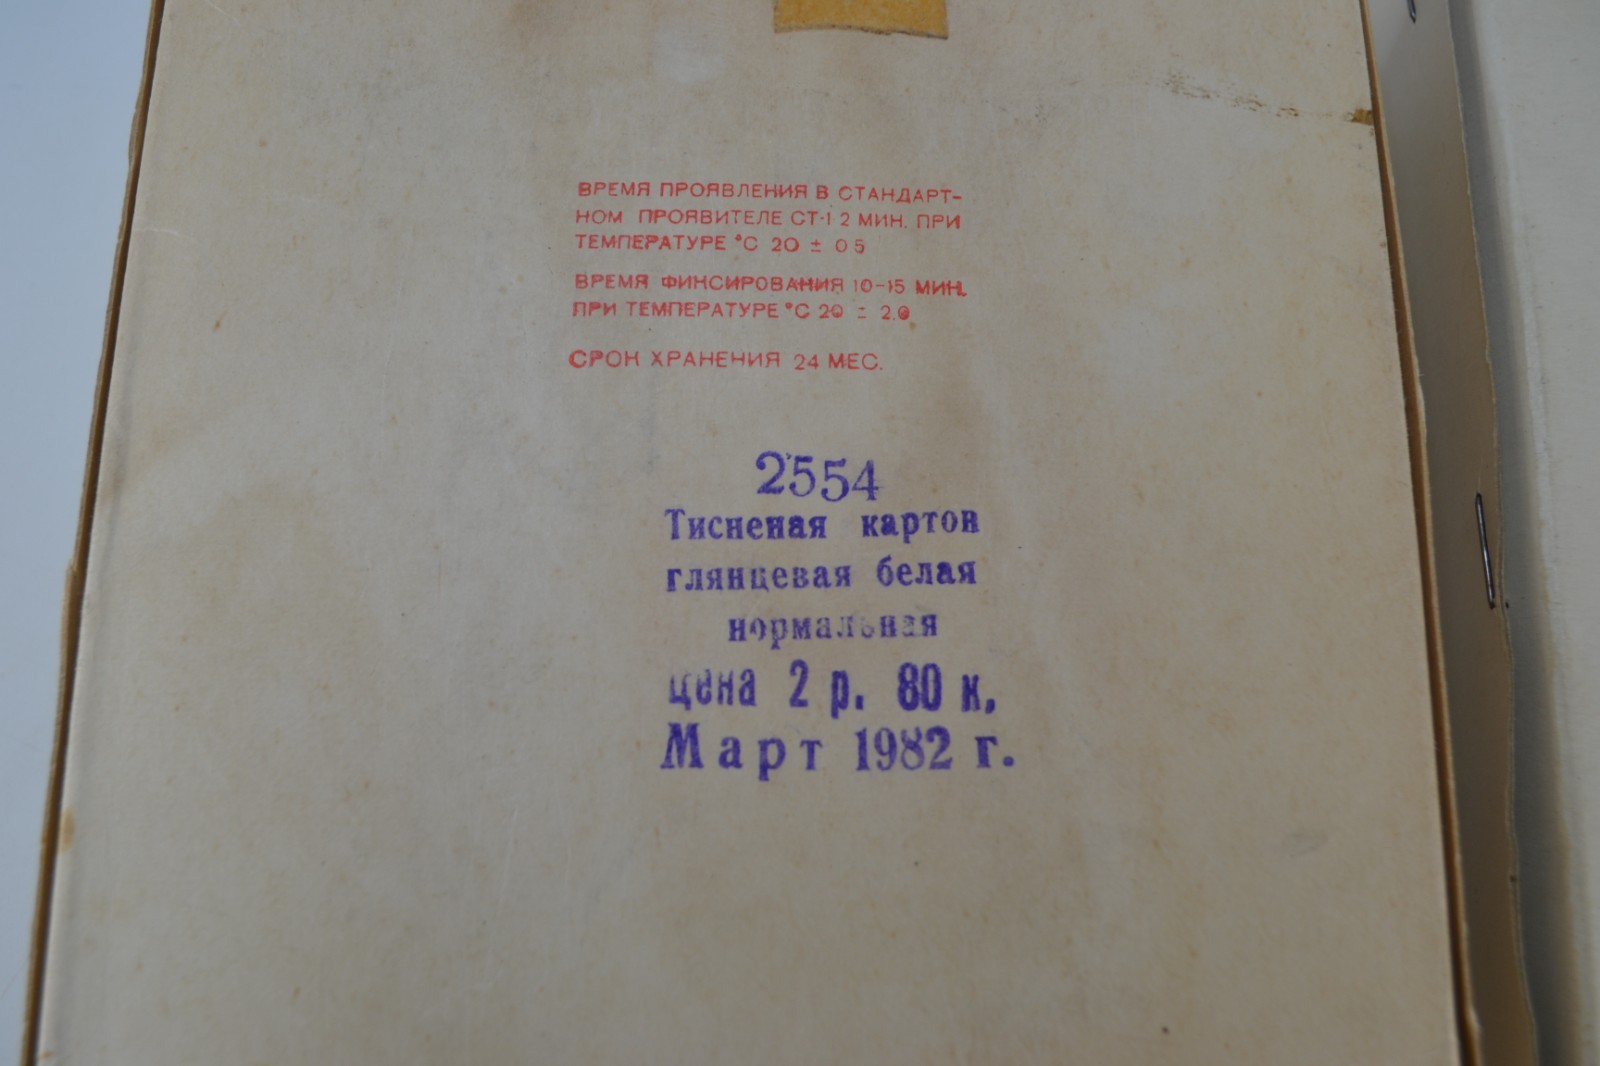 ВРЕМЯ ПРОЯВЛЕНИЯ В СТАНДАРТ-
НОМ ПРОЯВИТЕЛЕ СТ-1 2 МИН. ПРИ
ТЕМПЕРАТУРЕ °С 20 ± 0 5
ВРЕМЯ ФИКСИРОВАНИЯ 10-15 МИН.
ПРИ ТЕМПЕРАТУРЕ °С 20 ± 2.0
СРОК ХРАНЕНИЯ 24 МЕС.
2554
Тисненая картон
глянцевая белая
нормальная
цена 2 р. 80 к.
Март 1982 г.